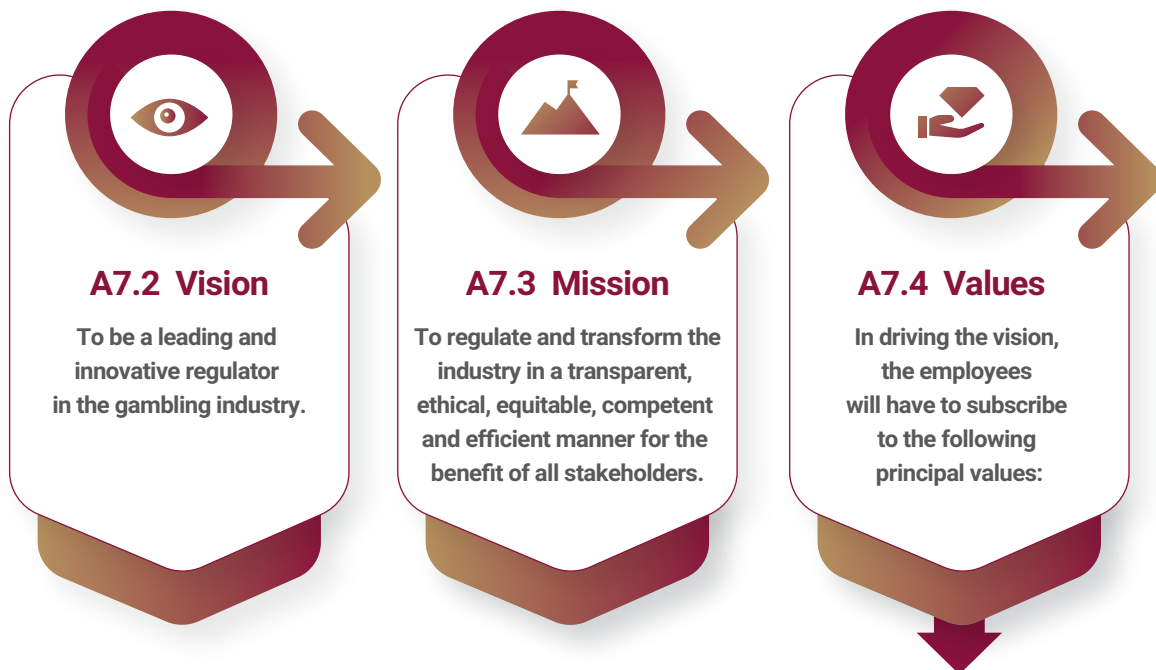 A7.2 Vision
To be a leading and
innovative regulator
in the gambling industry.
A7.3 Mission
To regulate and transform the
industry in a transparent,
ethical, equitable, competent
and efficient manner for the
benefit of all stakeholders.
A7.4 Values
In driving the vision,
the employees
will have to subscribe
to the following
principal values: